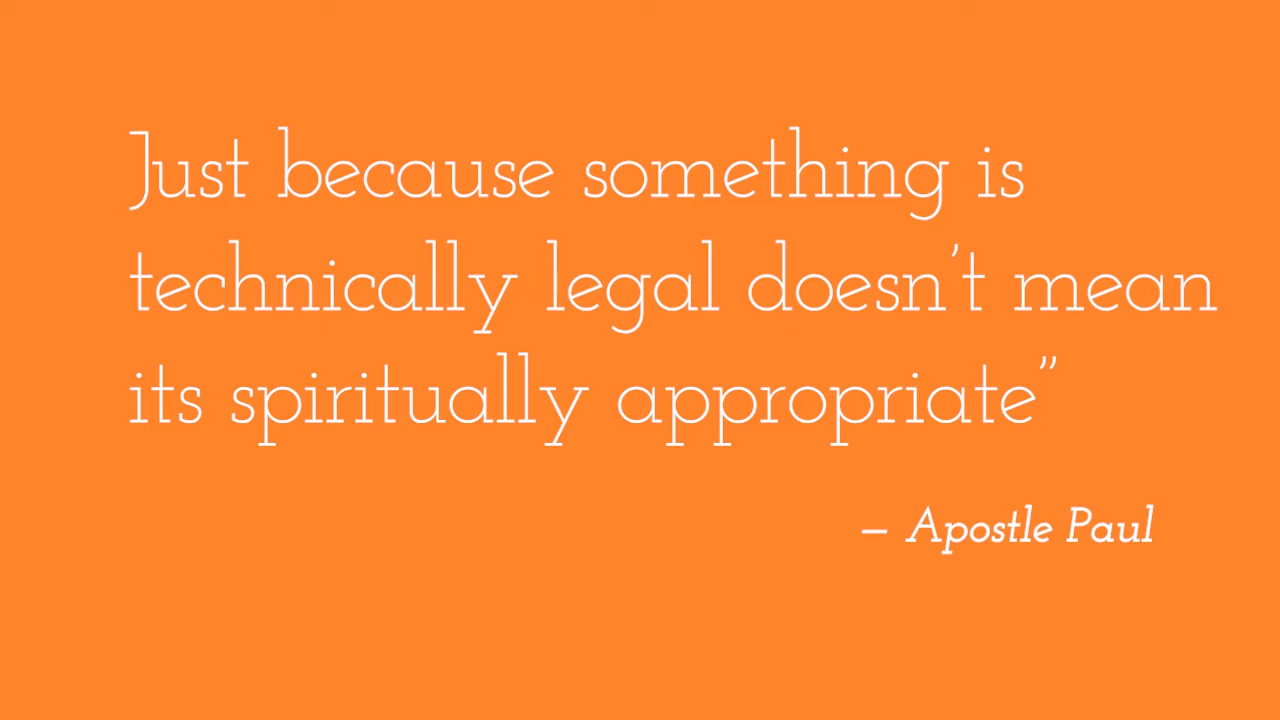 Just because something is
technically legal doesn’t mean
its spiritually appropriate”
– Apostle Paul